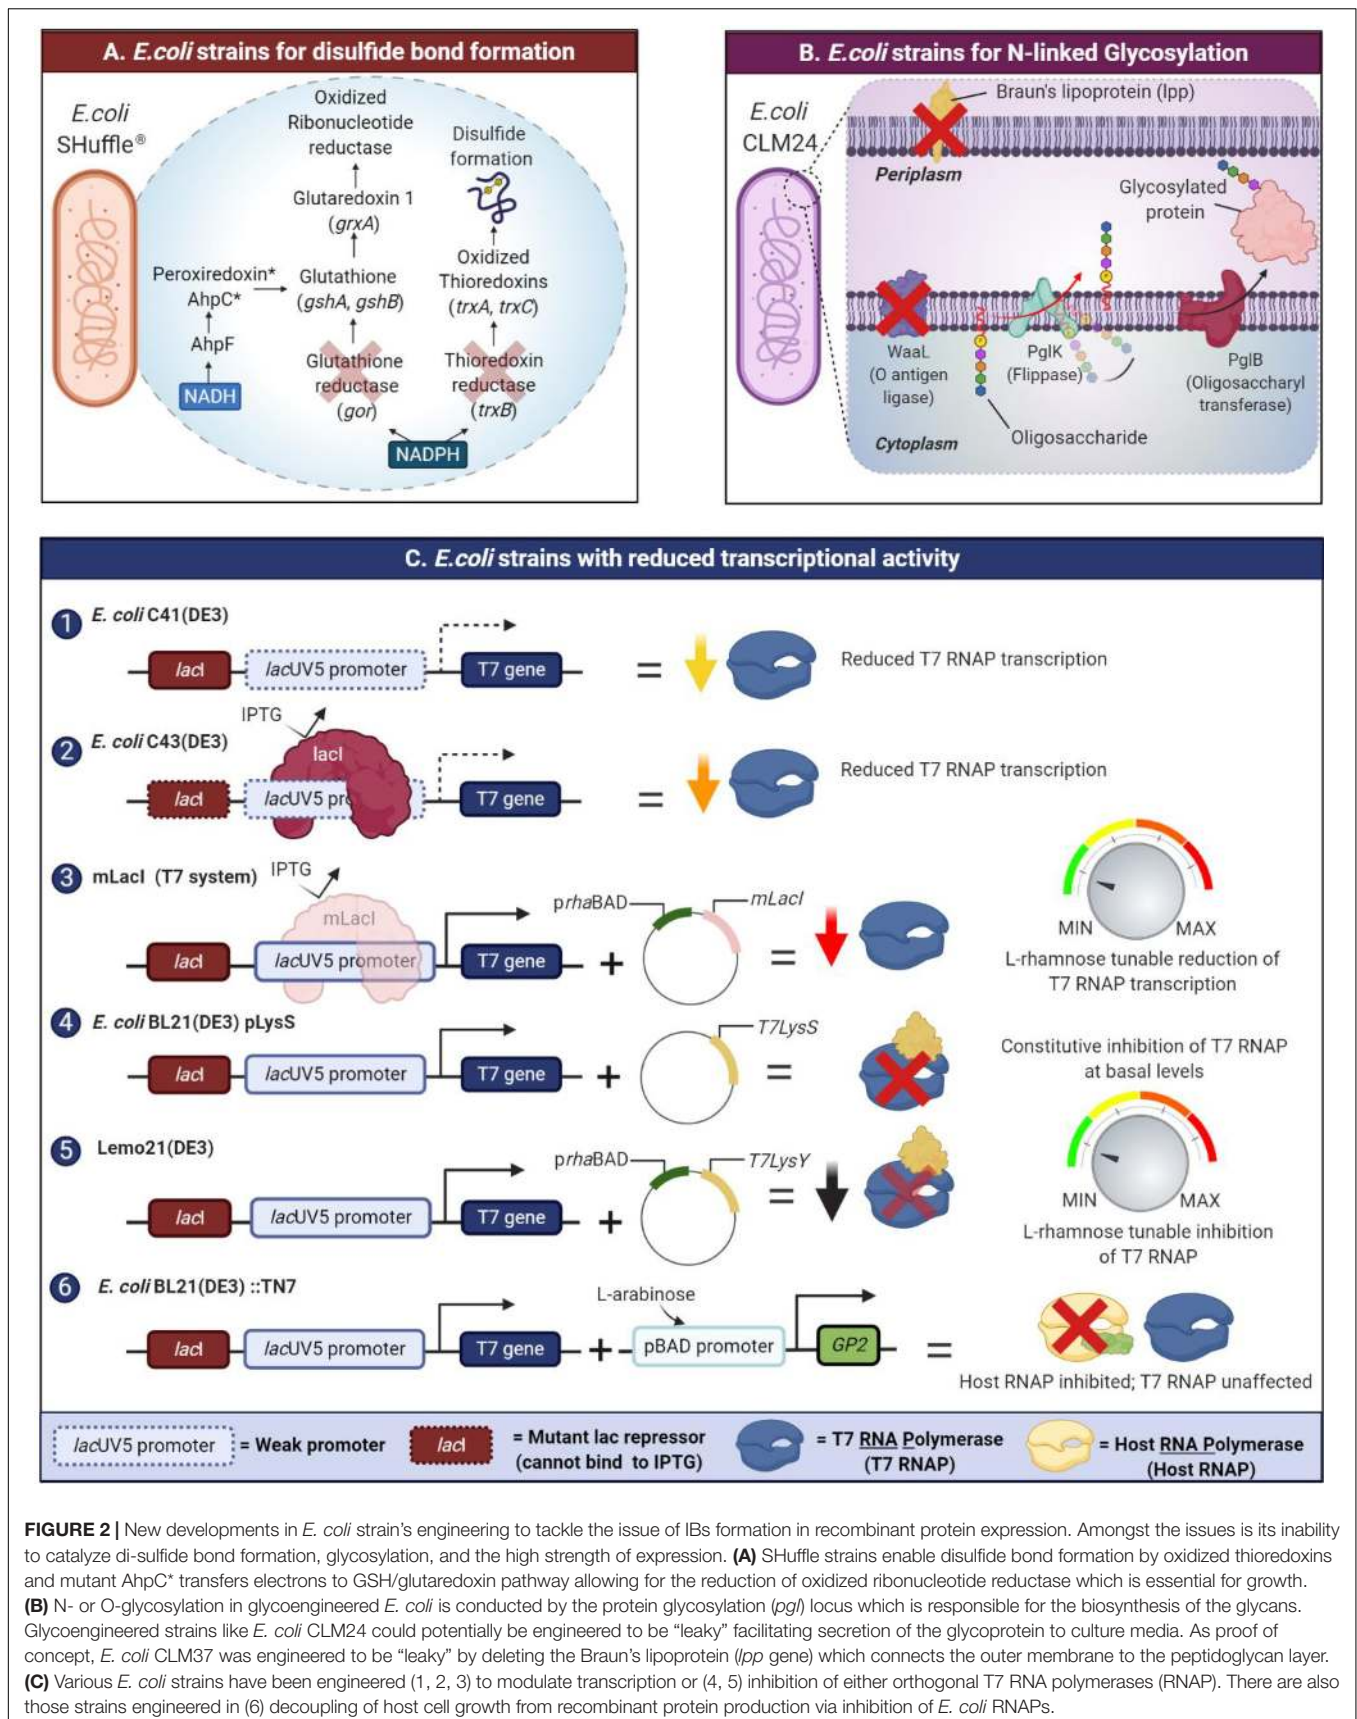 A. E.coli strains for disulfide bond formation
E.coli
SHuffle®
Oxidized
Ribonucleotide
reductase
Disulfide
formation
Glutaredoxin 1
(grxA)
Peroxiredoxin*
AhpC*
Glutathione
(gshA, gshB)
Oxidized
Thioredoxins
(trxA, trxC)
AhpF
Glutathione
reductase
(gor)
Thioredoxin
reductase
(trxB)
NADH
NADPH
B. E.coli strains for N-linked Glycosylation
E.coli
CLM24
Braun's lipoprotein (lpp)
Periplasm
Glycosylated
protein
WaaL
(O antigen
ligase)
PglK
(Flippase)
PglB
(Oligosaccharyl
transferase)
Cytoplasm
Oligosaccharide
C. E.coli strains with reduced transcriptional activity
1 E. coli C41(DE3)
lacI lacUV5 promoter T7 gene = Reduced T7 RNAP transcription
2 E. coli C43(DE3)
IPTG
lacI
lacI lacUV5 pro T7 gene = Reduced T7 RNAP transcription
3 mLacI (T7 system)
IPTG
mLacI
prhaBAD mLacI
lacI lacUV5 promoter T7 gene + =
MIN MAX
L-rhamnose tunable reduction of
T7 RNAP transcription
4 E. coli BL21(DE3) pLysS
T7LysS
lacI lacUV5 promoter T7 gene + =
Constitutive inhibition of T7 RNAP
at basal levels
5 Lemo21(DE3)
prhaBAD T7LysY
lacI lacUV5 promoter T7 gene + =
MIN MAX
L-rhamnose tunable inhibition
of T7 RNAP
6 E. coli BL21(DE3) ::TN7
L-arabinose
lacI lacUV5 promoter T7 gene + pBAD promoter GP2 =
Host RNAP inhibited; T7 RNAP unaffected
lacUV5 promoter = Weak promoter
lacI = Mutant lac repressor
(cannot bind to IPTG)
= T7 RNA Polymerase
(T7 RNAP)
= Host RNA Polymerase
(Host RNAP)
FIGURE 2 | New developments in E. coli strain's engineering to tackle the issue of IBs formation in recombinant protein expression. Amongst the issues is its inability
to catalyze di-sulfide bond formation, glycosylation, and the high strength of expression. (A) SHuffle strains enable disulfide bond formation by oxidized thioredoxins
and mutant AhpC* transfers electrons to GSH/glutaredoxin pathway allowing for the reduction of oxidized ribonucleotide reductase which is essential for growth.
(B) N- or O-glycosylation in glycoengineered E. coli is conducted by the protein glycosylation (pgl) locus which is responsible for the biosynthesis of the glycans.
Glycoengineered strains like E. coli CLM24 could potentially be engineered to be "leaky" facilitating secretion of the glycoprotein to culture media. As proof of
concept, E. coli CLM37 was engineered to be "leaky" by deleting the Braun's lipoprotein (lpp gene) which connects the outer membrane to the peptidoglycan layer.
(C) Various E. coli strains have been engineered (1, 2, 3) to modulate transcription or (4, 5) inhibition of either orthogonal T7 RNA polymerases (RNAP). There are also
those strains engineered in (6) decoupling of host cell growth from recombinant protein production via inhibition of E. coli RNAPs.